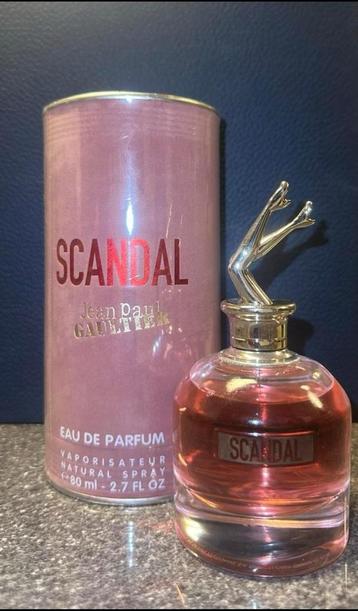 SCANDAL
Jean Paul
GAULTIER
EAU DE PARFUM
VAPORISATEUR
NATURAL SPRAY
℮ 80 ml - 2.7 FL OZ
SCANDAL